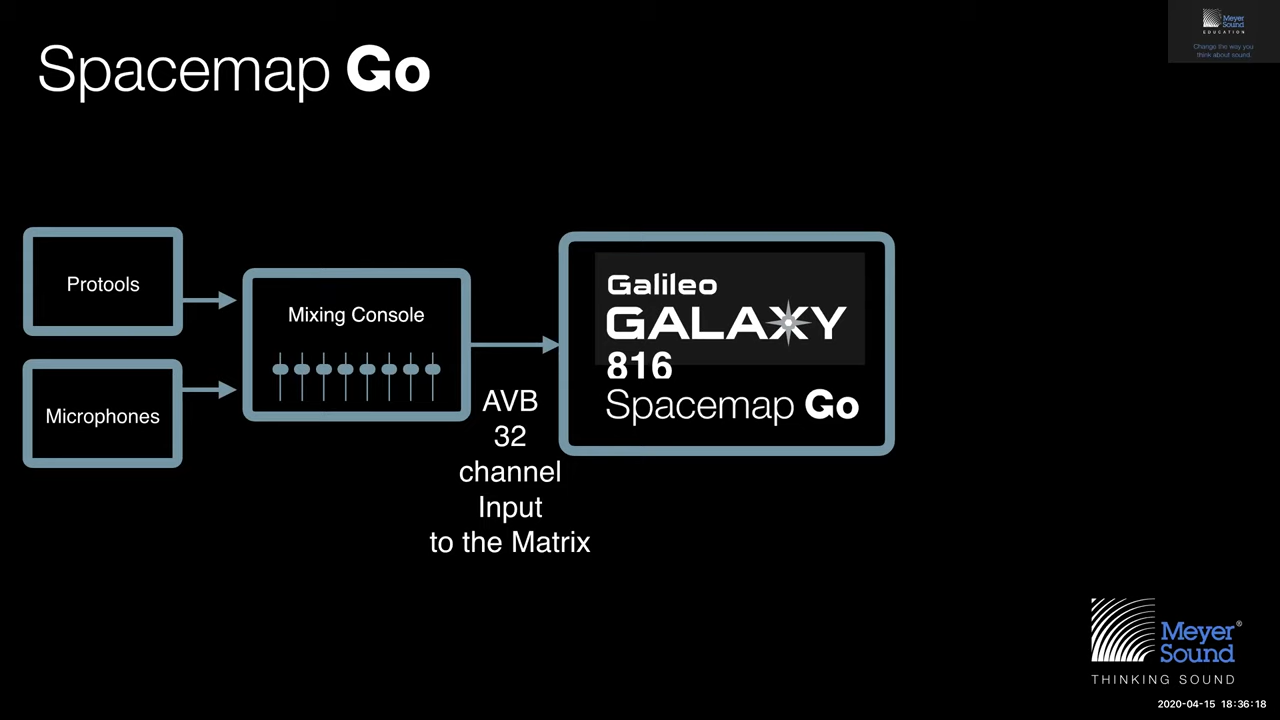 Spacemap Go
Meyer
Sound
EDUCATION
Change the way you
think about sound.
Protools
Microphones
Mixing Console
AVB
32
channel
Input
to the Matrix
Galileo
GALAXY
816
Spacemap Go
Meyer®
Sound
THINKING SOUND
2020-04-15 18:36:18